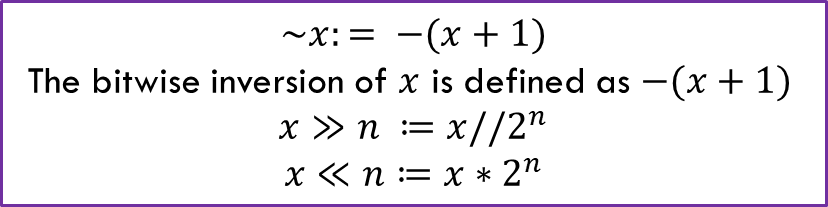 ~x: = −(x + 1)
The bitwise inversion of x is defined as −(x + 1)
x ≫ n ≔ x//2ⁿ
x ≪ n ≔ x ∗ 2ⁿ